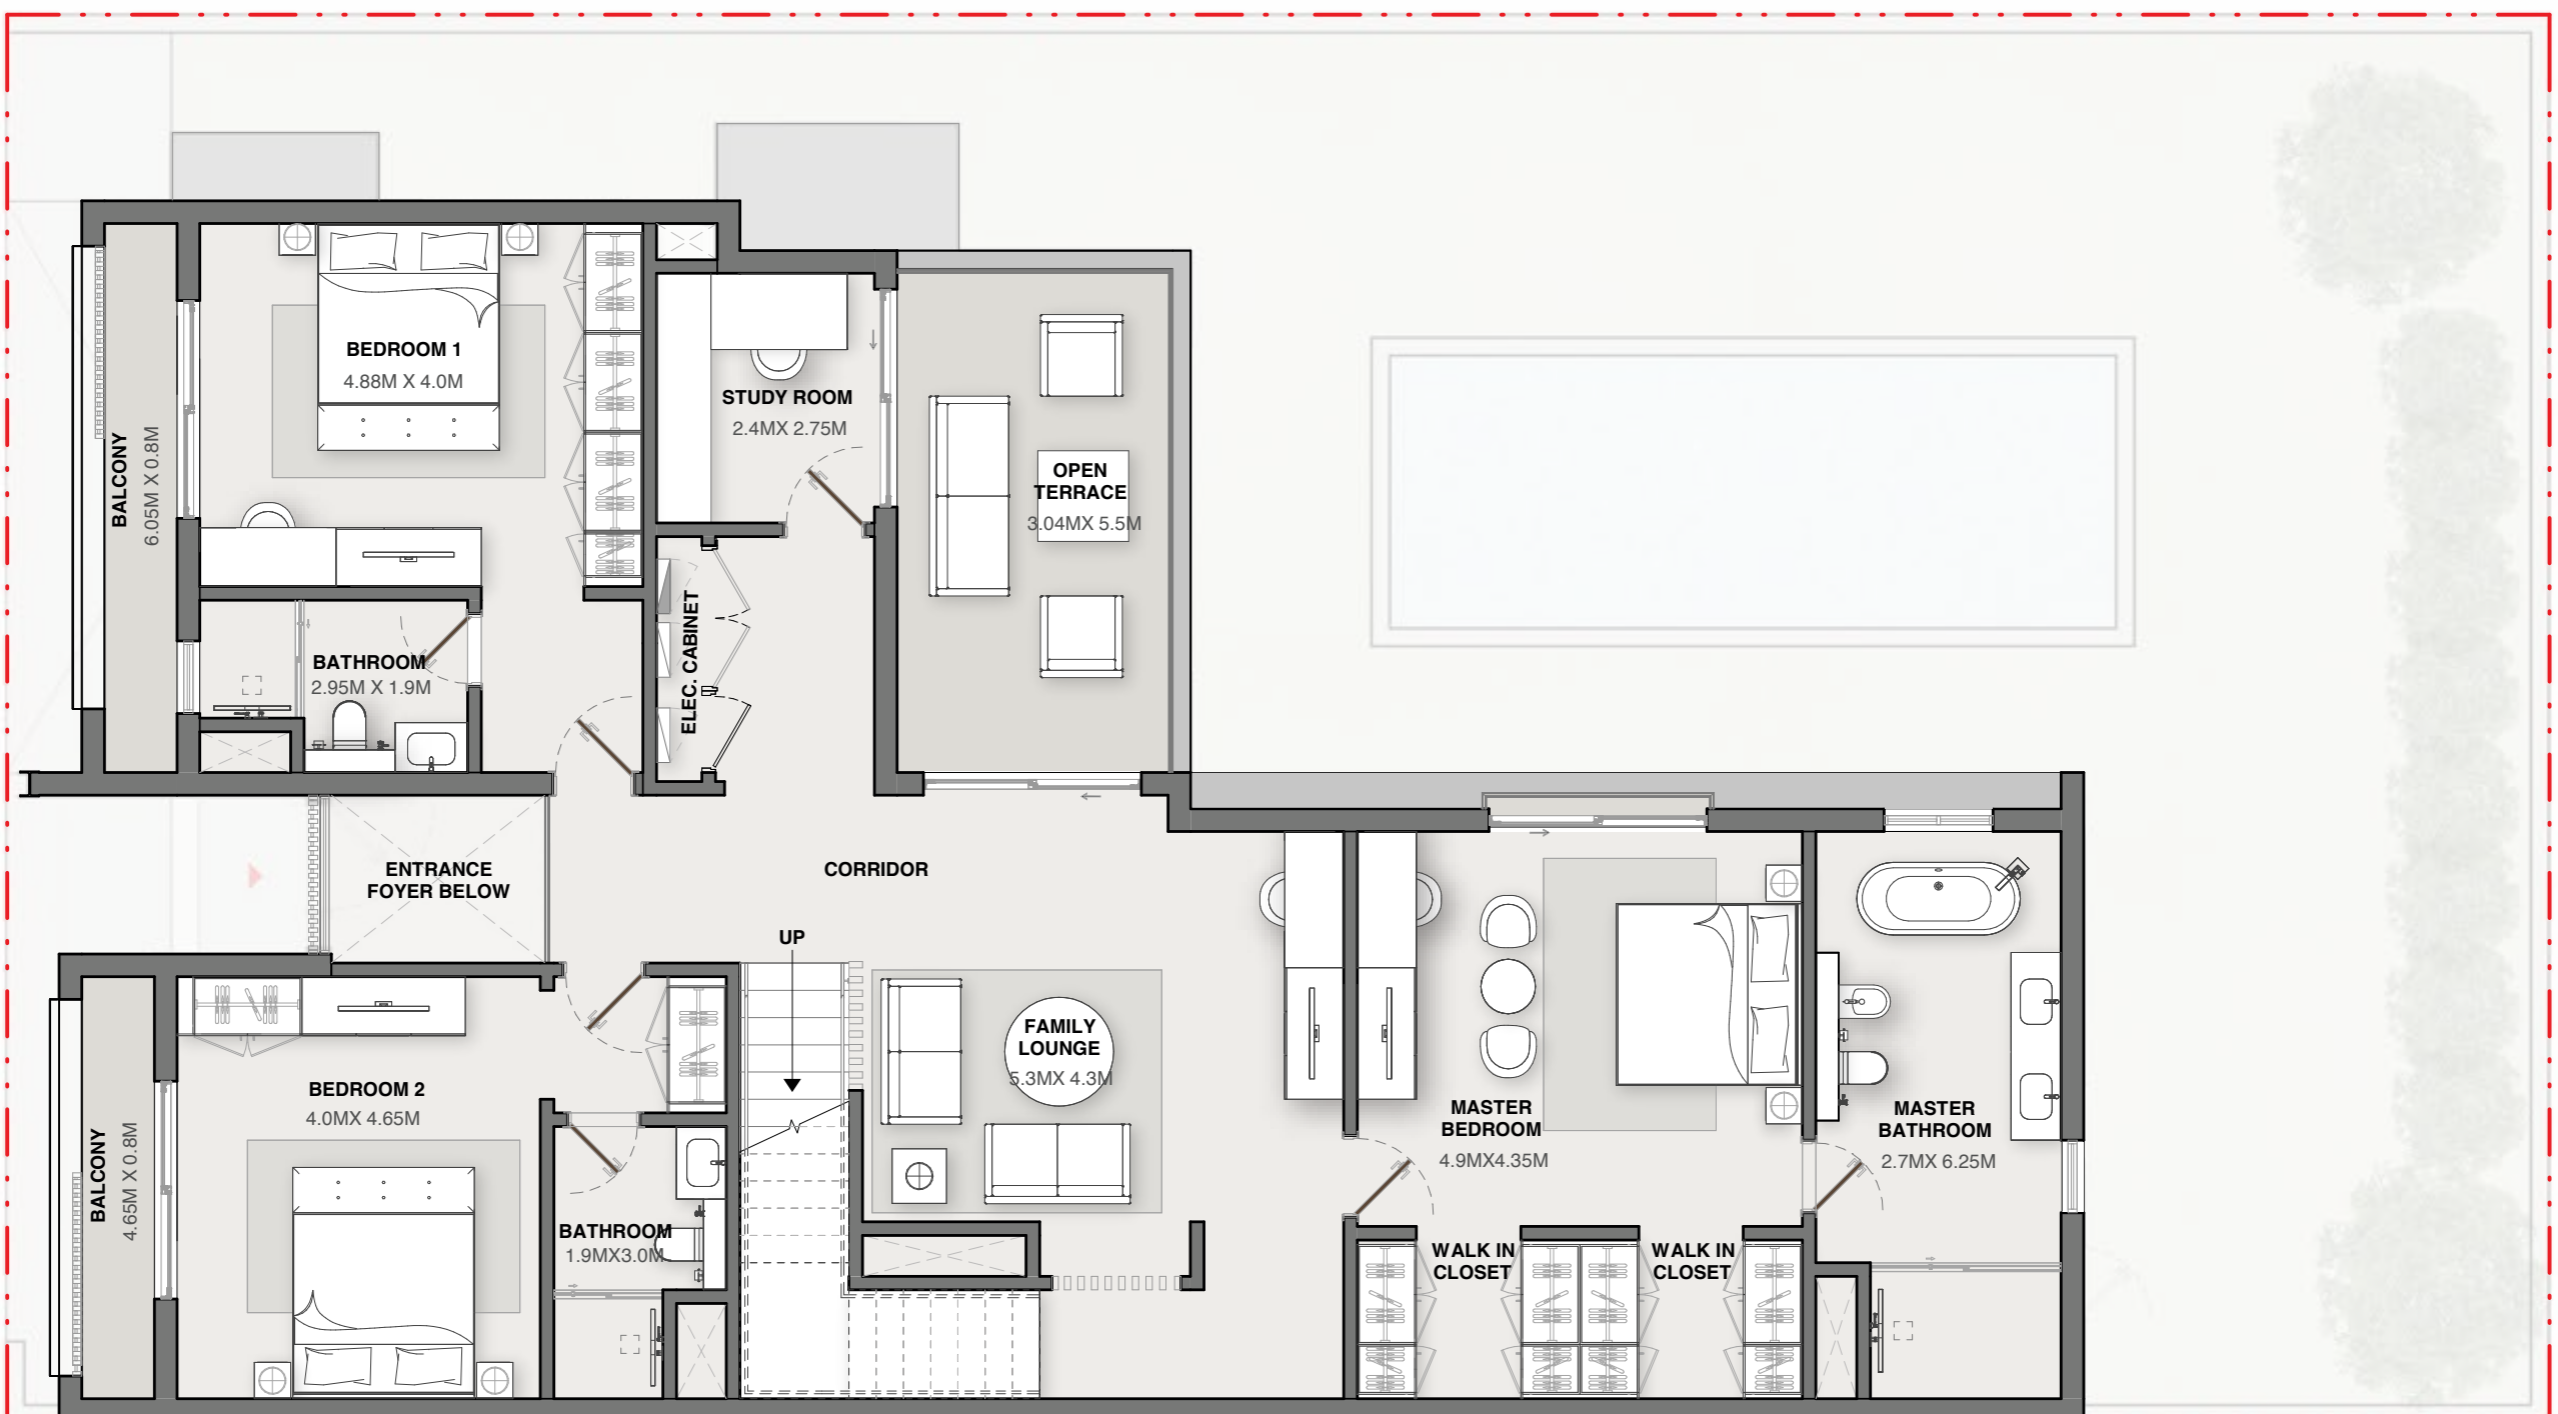 BEDROOM 1
4.88M X 4.0M
BALCONY
6.05M X 0.8M
STUDY ROOM
2.4MX 2.75M
OPEN
TERRACE
3.04MX 5.5M
BATHROOM
2.95M X 1.9M
ELEC. CABINET
ENTRANCE
FOYER BELOW
CORRIDOR
UP
BEDROOM 2
4.0MX 4.65M
BALCONY
4.65M X 0.8M
BATHROOM
1.9MX3.0M
FAMILY
LOUNGE
5.3MX 4.3M
MASTER
BEDROOM
4.9MX4.35M
MASTER
BATHROOM
2.7MX 6.25M
WALK IN
CLOSET
WALK IN
CLOSET